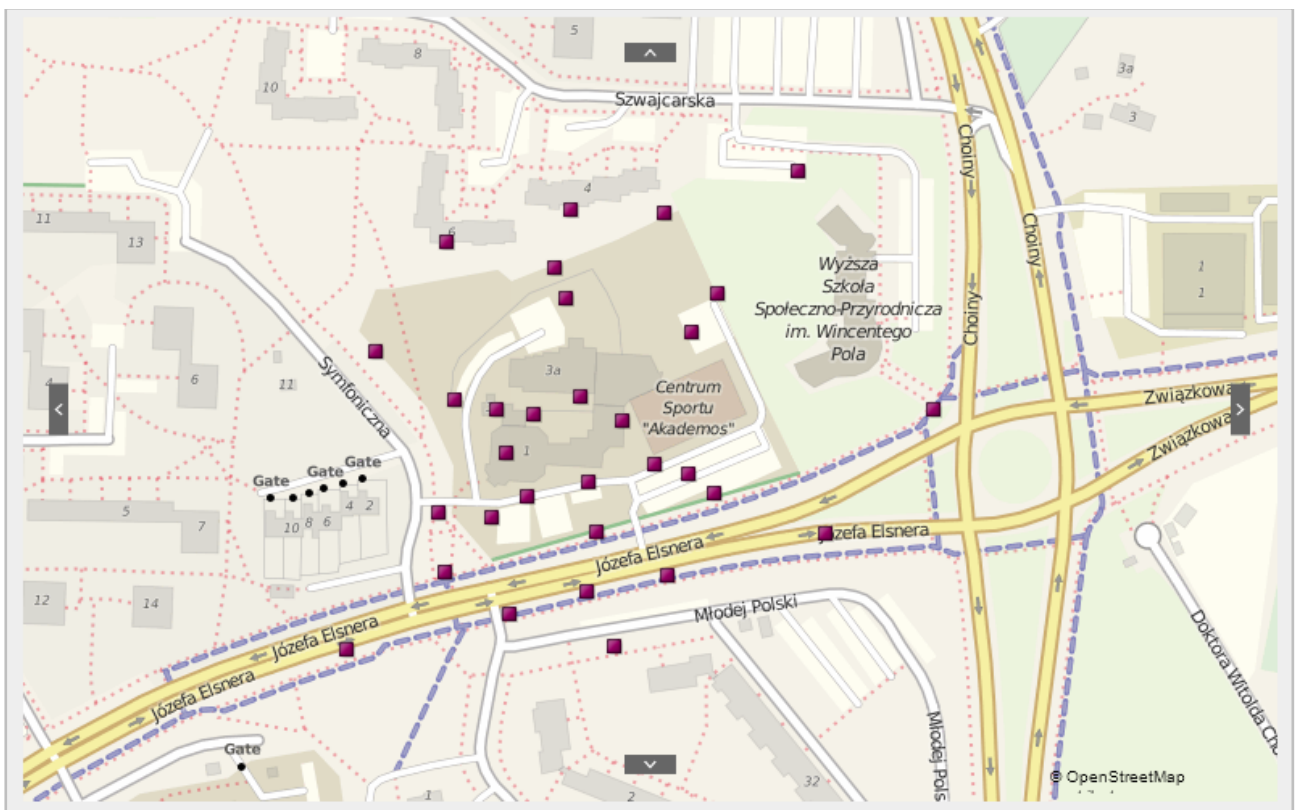 5
8
10
3a
3
Szwajcarska
Choiny
4
11
13
6
Choiny
1
1
Wyższa
Szkoła
Społeczno-Przyrodnicza
im. Wincentego
Pola
Choiny
4
6
11
3a
Symfoniczna
Centrum
Sportu
"Akademos"
Związkowa
Związkowa
1
Gate
Gate
Gate
5
7
10
8
6
4
2
Józefa Elsnera
Józefa Elsnera
12
14
Młodej Polski
Józefa Elsnera
Józefa Elsnera
Doktora Witolda Cho
Młodej Pols
Gate
1
2
32
© OpenStreetMap